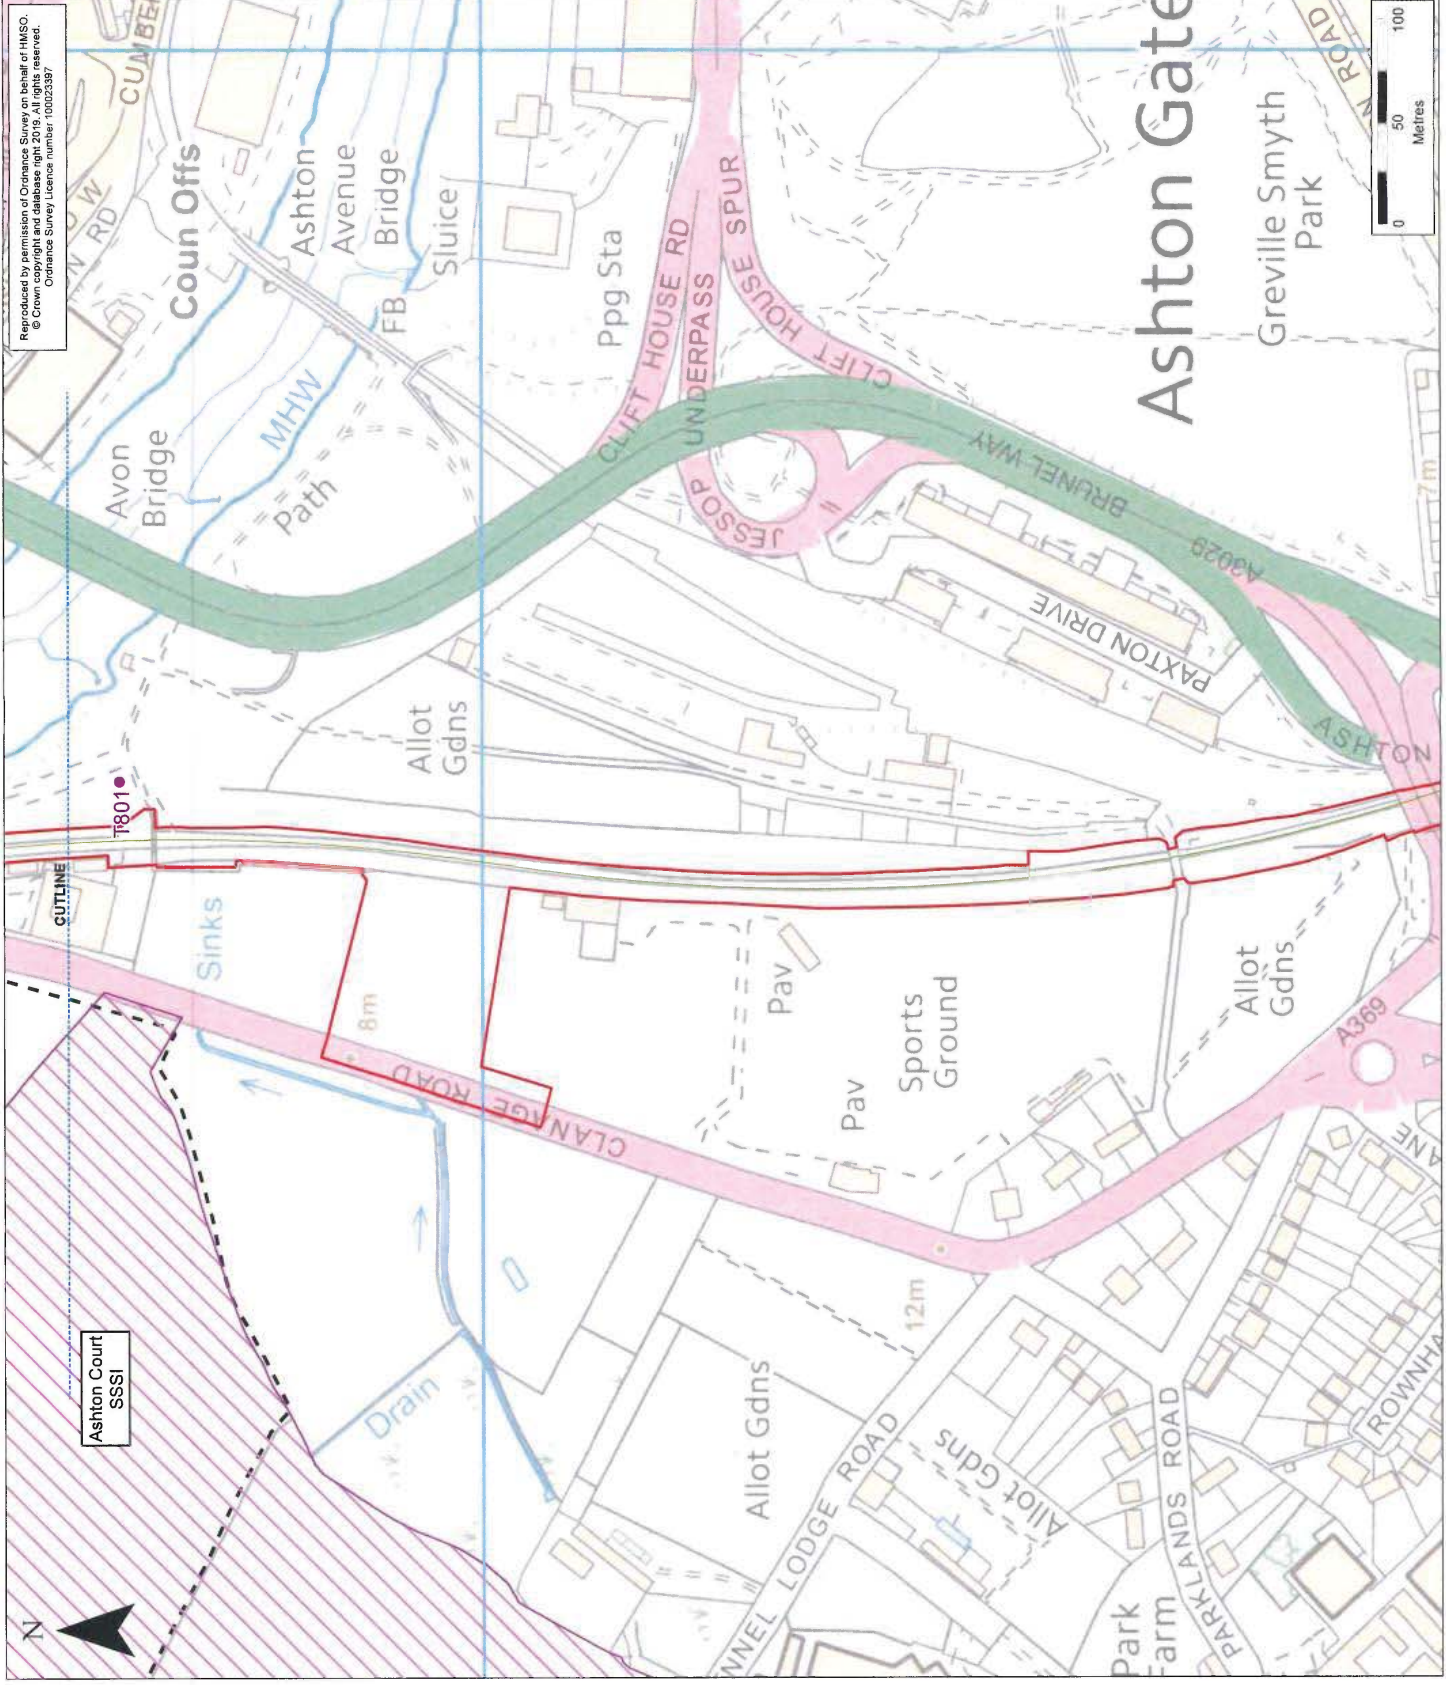 Reproduced by permission of Ordnance Survey on behalf of HMSO.
© Crown copyright and database right 2019. All rights reserved.
Ordnance Survey Licence number 100023397
N
Ashton Court
SSSI
CUTLINE
T801
Sinks
8m
Drain
CLANAGE ROAD
Avon
Bridge
MHW
Path
Coun Offs
Ashton
Avenue
Bridge
FB
Sluice
Ppg Sta
CLIFT HOUSE RD
UNDERPASS
CLIFT HOUSE SPUR
JESSOP
Allot
Gdns
BRUNEL WAY
A3029
PAXTON DRIVE
ASHTON
Ashton Gate
Greville Smyth
Park
ROAD
7m
Pav
Sports
Ground
Pav
Allot
Gdns
A369
12m
Allot Gdns
Allot Gdns
LODGE ROAD
PARKLANDS ROAD
Park
PARKLANDS
0
50
100
Metres